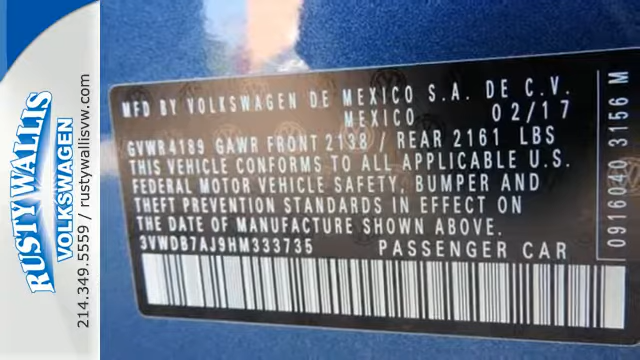 RUSTY WALLIS
VOLKSWAGEN
214.349.5559 / rustywallisvw.com
MFD BY VOLKSWAGEN DE MEXICO S.A. DE C.V.
MEXICO 02/17
GVWR4189 GAWR FRONT 2138 / REAR 2161 LBS
THIS VEHICLE CONFORMS TO ALL APPLICABLE U.S.
FEDERAL MOTOR VEHICLE SAFETY, BUMPER AND
THEFT PREVENTION STANDARDS IN EFFECT ON
THE DATE OF MANUFACTURE SHOWN ABOVE.
3VWDB7AJ9HM333735 PASSENGER CAR
0916040 3156 M